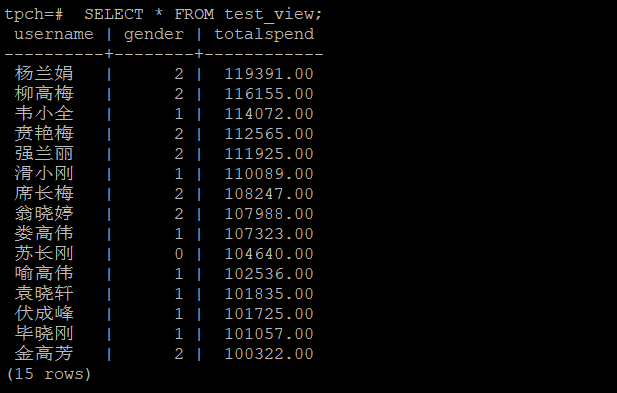 tpch=#  SELECT * FROM test_view;
 username | gender | totalspend
----------+--------+------------
 杨兰娟   |      2 |  119391.00
 柳高梅   |      2 |  116155.00
 韦小全   |      1 |  114072.00
 贲艳梅   |      2 |  112565.00
 强兰丽   |      2 |  111925.00
 滑小刚   |      1 |  110089.00
 席长梅   |      2 |  108247.00
 翁晓婷   |      2 |  107988.00
 娄高伟   |      1 |  107323.00
 苏长刚   |      0 |  104640.00
 喻高伟   |      1 |  102536.00
 袁晓轩   |      1 |  101835.00
 伏成峰   |      1 |  101725.00
 毕晓刚   |      1 |  101057.00
 金高芳   |      2 |  100322.00
(15 rows)